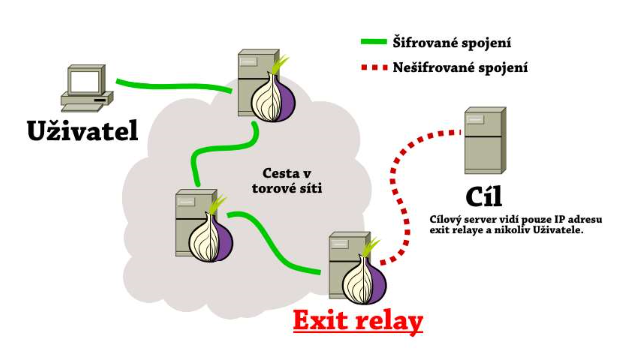 Šifrované spojení
Nešifrované spojení
Uživatel
Cesta v
torové síti
Cíl
Cílový server vidí pouze IP adresu
exit relaye a nikoliv Uživatele.
Exit relay